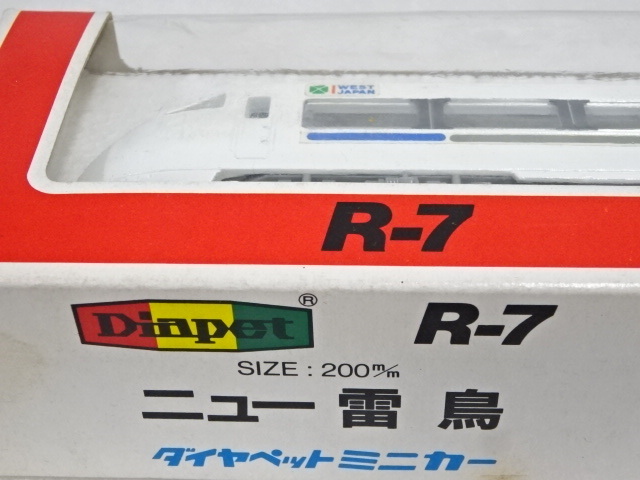 WEST
JAPAN
R-7
Diapet ®
R-7
SIZE : 200m/m
ニュー雷鳥
ダイヤペットミニカー